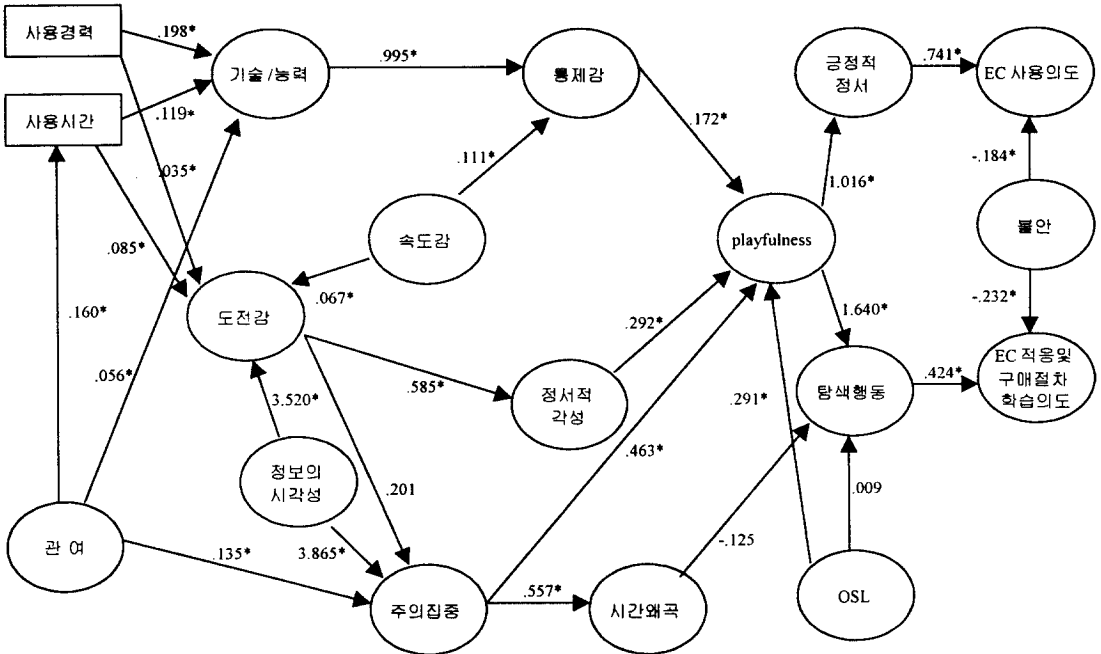 사용경력
.198*
기술/능력
.995*
통제감
긍정적
정서
.741*
EC 사용의도
사용시간
.119*
.172*
.035*
.111*
-.184*
1.016*
속도감
playfulness
불안
.085*
.067*
.160*
도전감
.292*
1.640*
-.232*
.056*
.585*
정서적
각성
탐색행동
.424*
EC 적응및
구매절차
학습의도
3.520*
.291*
.463*
정보의
시각성
.201
.009
관 여
.135*
3.865*
-.125
주의집중
.557*
시간왜곡
OSL